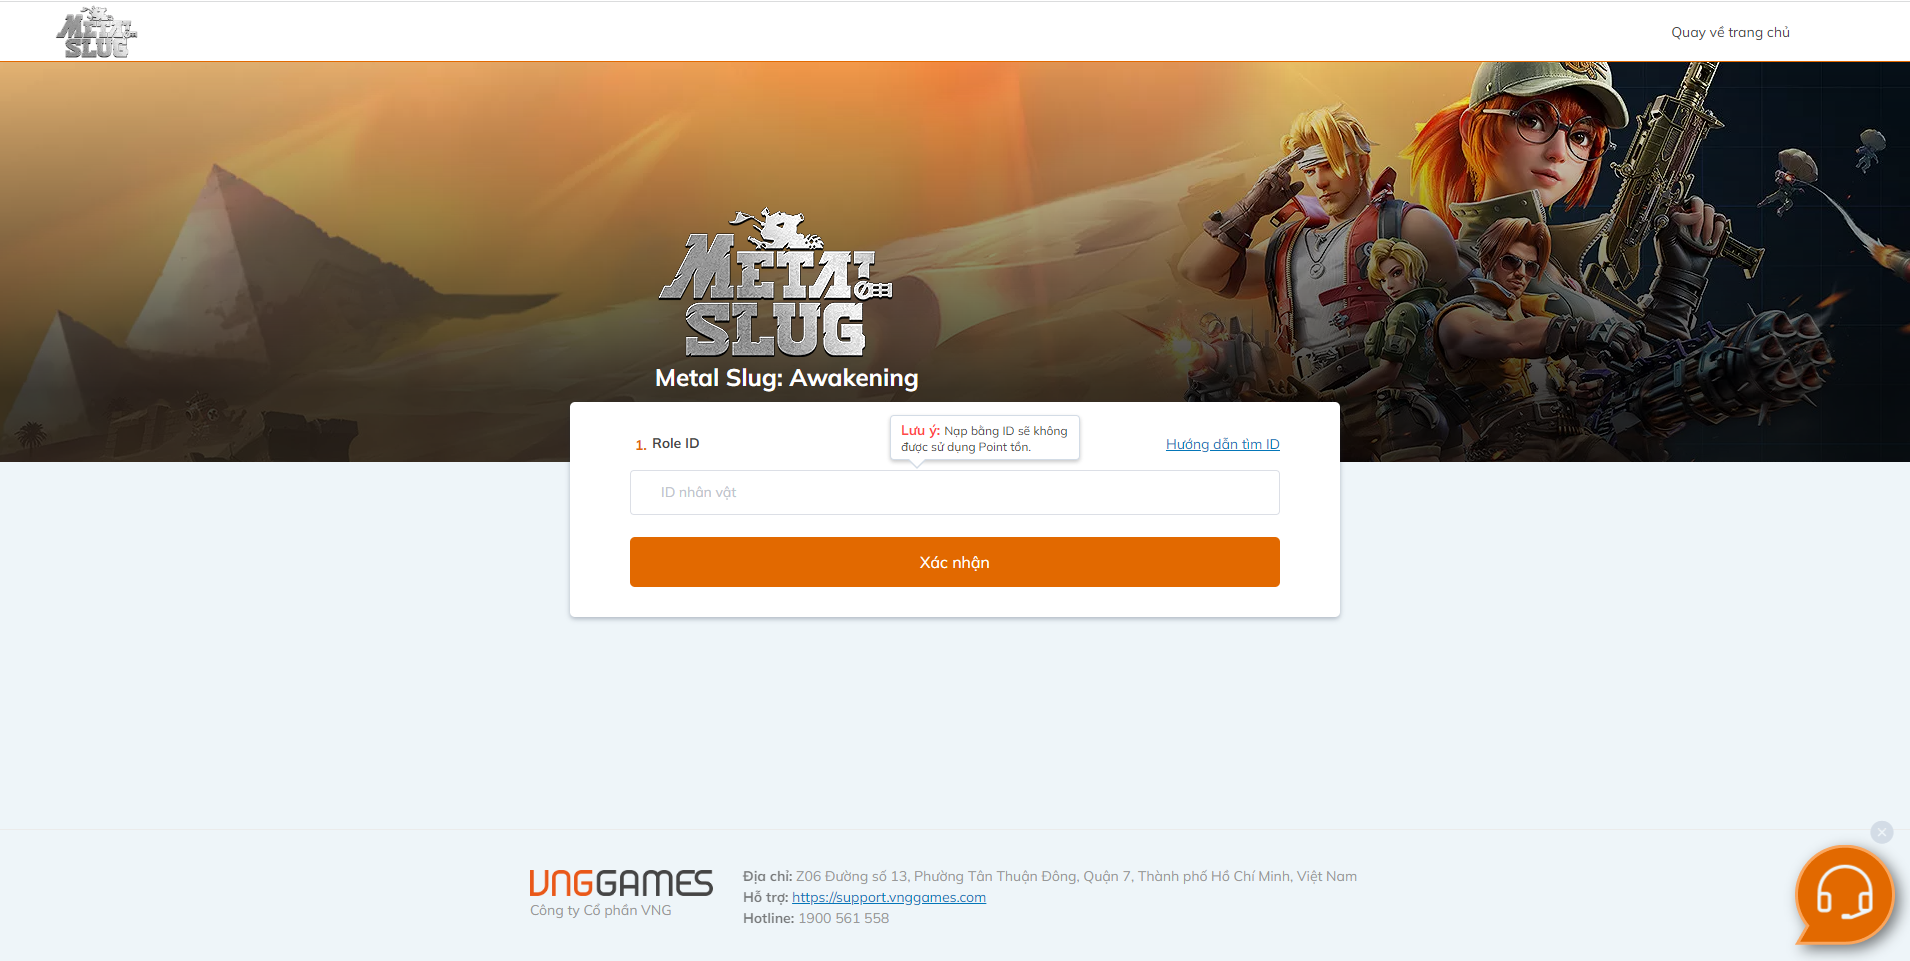 METAL
SLUG
Quay về trang chủ
METAL
SLUG
Metal Slug: Awakening
1. Role ID
Lưu ý: Nạp bằng ID sẽ không
được sử dụng Point tồn.
Hướng dẫn tìm ID
ID nhân vật
Xác nhận
VNGGAMES
Công ty Cổ phần VNG
Địa chỉ: Z06 Đường số 13, Phường Tân Thuận Đông, Quận 7, Thành phố Hồ Chí Minh, Việt Nam
Hỗ trợ: https://support.vnggames.com
Hotline: 1900 561 558